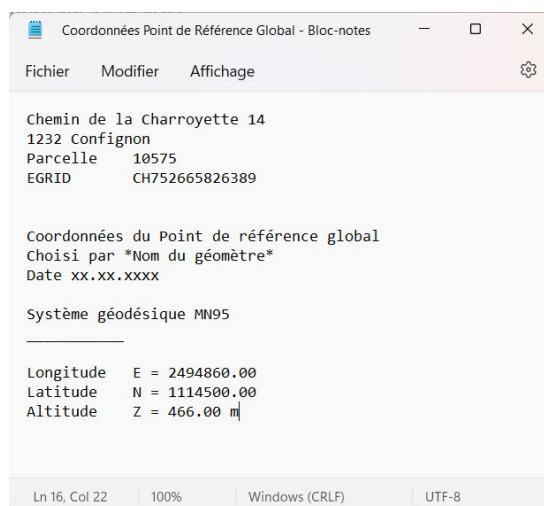 Coordonnées Point de Référence Global - Bloc-notes
Fichier Modifier Affichage
Chemin de la Charroyette 14
1232 Confignon
Parcelle 10575
EGRID CH752665826389
Coordonnées du Point de référence global
Choisi par *Nom du géomètre*
Date xx.xx.xxxx
Système géodésique MN95
___________
Longitude E = 2494860.00
Latitude N = 1114500.00
Altitude Z = 466.00 m
Ln 16, Col 22 100% Windows (CRLF) UTF-8